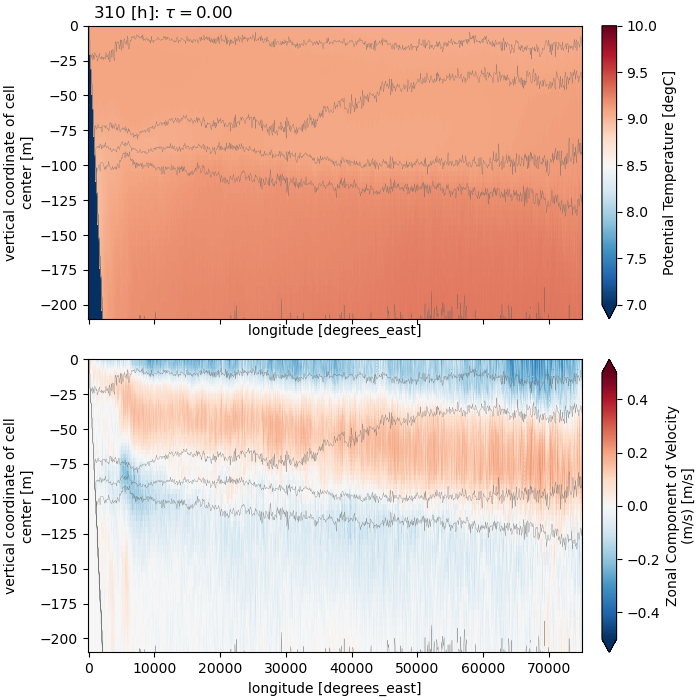 310 [h]: τ = 0.00
0
−25
−50
−75
−100
−125
−150
−175
−200
vertical coordinate of cell
center [m]
longitude [degrees_east]
10.0
9.5
9.0
8.5
8.0
7.5
7.0
Potential Temperature [degC]
0
−25
−50
−75
−100
−125
−150
−175
−200
vertical coordinate of cell
center [m]
0 10000 20000 30000 40000 50000 60000 70000
longitude [degrees_east]
0.4
0.2
0.0
−0.2
−0.4
Zonal Component of Velocity
(m/s) [m/s]